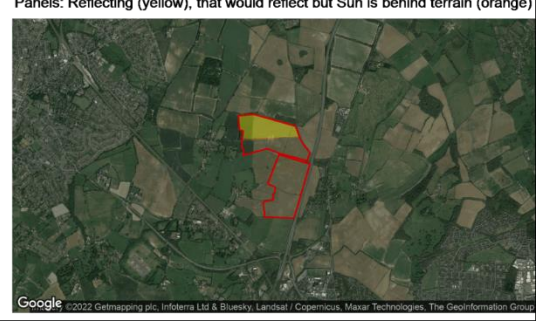 Panels: Reflecting (yellow), that would reflect but Sun is behind terrain (orange)
Google ©2022 Getmapping plc, Infoterra Ltd & Bluesky, Landsat / Copernicus, Maxar Technologies, The GeoInformation Group